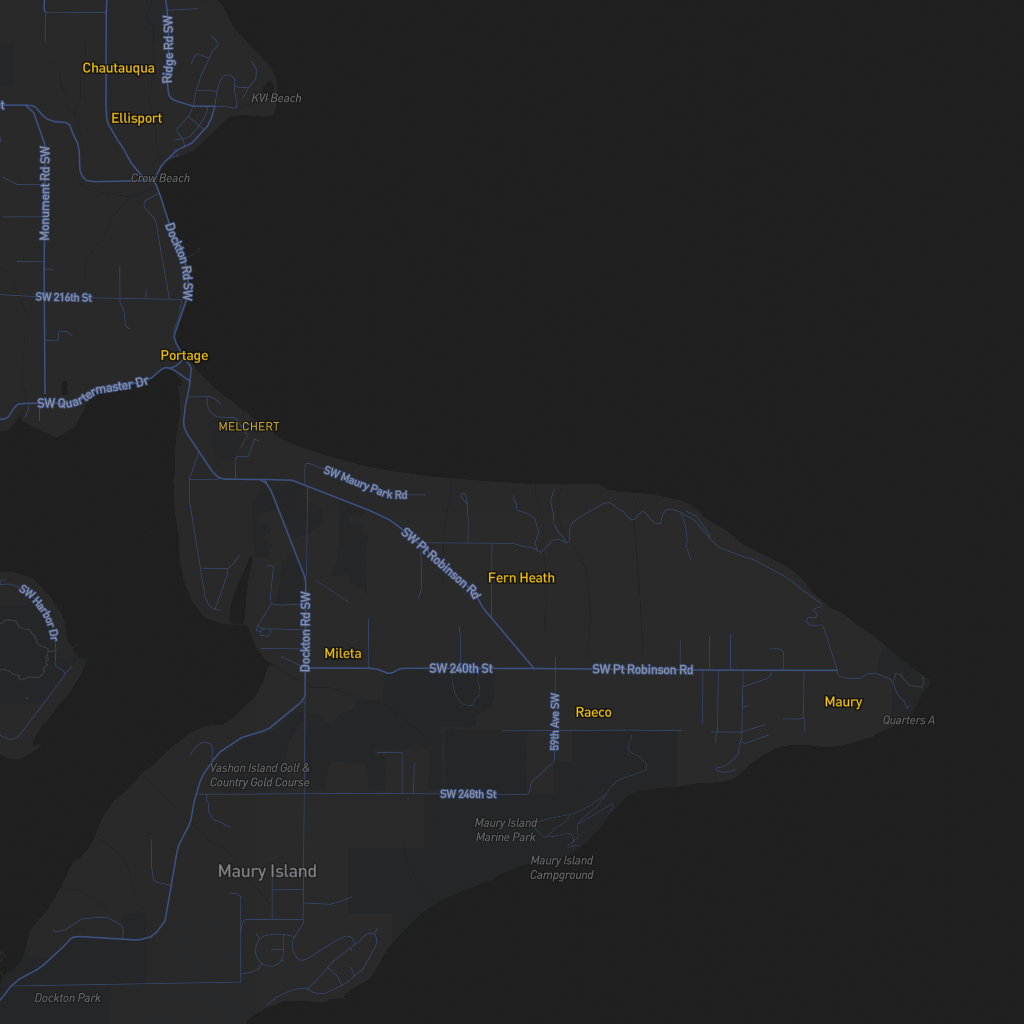 Ridge Rd SW
Chautauqua
KVI Beach
Ellisport
Monument Rd SW
Crow Beach
Dockton Rd SW
SW 216th St
Portage
SW Quartermaster Dr
MELCHERT
SW Maury Park Rd
SW Pt Robinson Rd
Fern Heath
SW Harbor Dr
Dockton Rd SW
Mileta
SW 240th St
SW Pt Robinson Rd
Maury
59th Ave SW
Raeco
Quarters A
Vashon Island Golf &
Country Gold Course
SW 248th St
Maury Island
Marine Park
Maury Island
Campground
Maury Island
Dockton Park